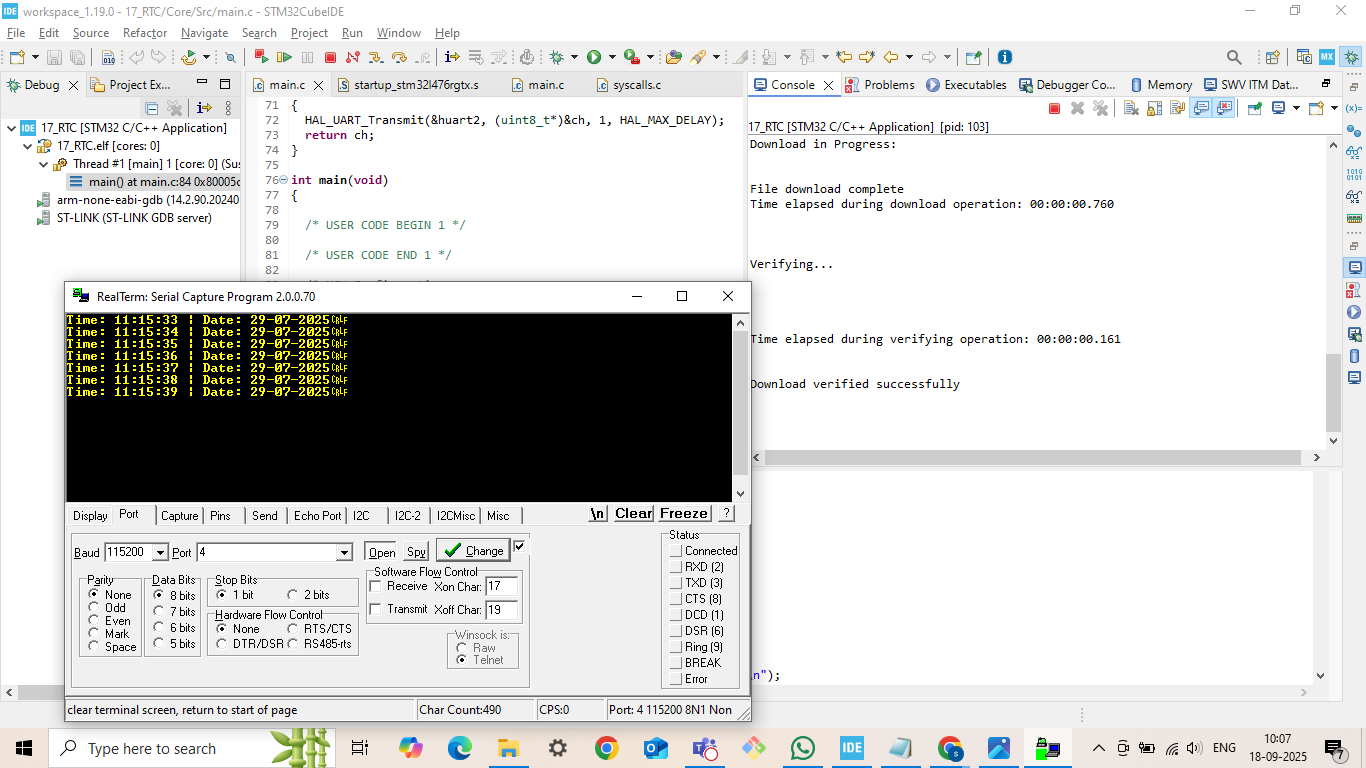 workspace_1.19.0 - 17_RTC/Core/Src/main.c - STM32CubeIDE
File Edit Source Refactor Navigate Search Project Run Window Help
Debug Project Ex...
17_RTC [STM32 C/C++ Application]
17_RTC.elf [cores: 0]
Thread #1 [main] 1 [core: 0] (Sus
main() at main.c:84 0x80005c
arm-none-eabi-gdb (14.2.90.20240
ST-LINK (ST-LINK GDB server)
main.c startup_stm32l476rgtx.s main.c syscalls.c
71 {
72 HAL_UART_Transmit(&huart2, (uint8_t*)&ch, 1, HAL_MAX_DELAY);
73 return ch;
74 }
75
76 int main(void)
77 {
78
79 /* USER CODE BEGIN 1 */
80
81 /* USER CODE END 1 */
82
Console Problems Executables Debugger Co... Memory SWV ITM Dat...
17_RTC [STM32 C/C++ Application] [pid: 103]
Download in Progress:
File download complete
Time elapsed during download operation: 00:00:00.760
Verifying...
Time elapsed during verifying operation: 00:00:00.161
Download verified successfully
\n");
RealTerm: Serial Capture Program 2.0.0.70
Time: 11:15:33 | Date: 29-07-2025CRLF
Time: 11:15:34 | Date: 29-07-2025CRLF
Time: 11:15:35 | Date: 29-07-2025CRLF
Time: 11:15:36 | Date: 29-07-2025CRLF
Time: 11:15:37 | Date: 29-07-2025CRLF
Time: 11:15:38 | Date: 29-07-2025CRLF
Time: 11:15:39 | Date: 29-07-2025CRLF
Display Port Capture Pins Send Echo Port I2C I2C-2 I2CMisc Misc \n Clear Freeze ?
Baud 115200 Port 4 Open Spy Change
Parity
None
Odd
Even
Mark
Space
Data Bits
8 bits
7 bits
6 bits
5 bits
Stop Bits
1 bit 2 bits
Hardware Flow Control
None RTS/CTS
DTR/DSR RS485-rts
Software Flow Control
Receive Xon Char: 17
Transmit Xoff Char: 19
Winsock is:
Raw
Telnet
Status
Connected
RXD (2)
TXD (3)
CTS (8)
DCD (1)
DSR (6)
Ring (9)
BREAK
Error
clear terminal screen, return to start of page Char Count:490 CPS:0 Port: 4 115200 8N1 Non
Type here to search
IDE
ENG
10:07
18-09-2025
7